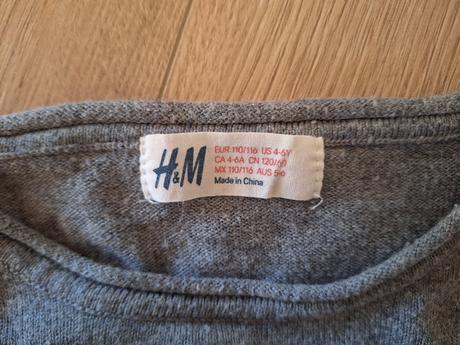 H&M
EUR 110/116 US 4-6Y
CA 4-6A CN 120/60
MX 110/116 AUS 5-6
Made in China